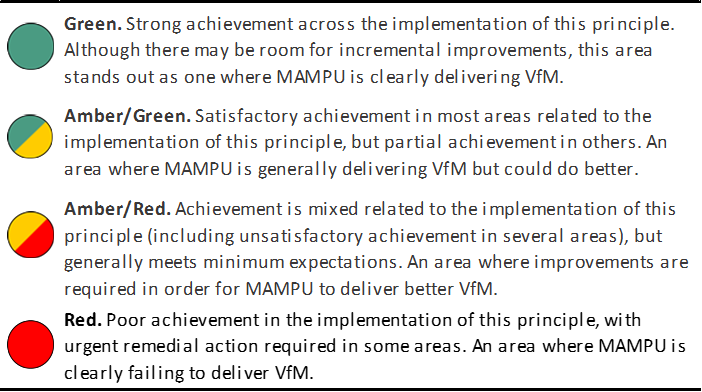 Green. Strong achievement across the implementation of this principle.
Although there may be room for incremental improvements, this area
stands out as one where MAMPU is clearly delivering VfM.
Amber/Green. Satisfactory achievement in most areas related to the
implementation of this principle, but partial achievement in others. An
area where MAMPU is generally delivering VfM but could do better.
Amber/Red. Achievement is mixed related to the implementation of this
principle (including unsatisfactory achievement in several areas), but
generally meets minimum expectations. An area where improvements are
required in order for MAMPU to deliver better VfM.
Red. Poor achievement in the implementation of this principle, with
urgent remedial action required in some areas. An area where MAMPU is
clearly failing to deliver VfM.